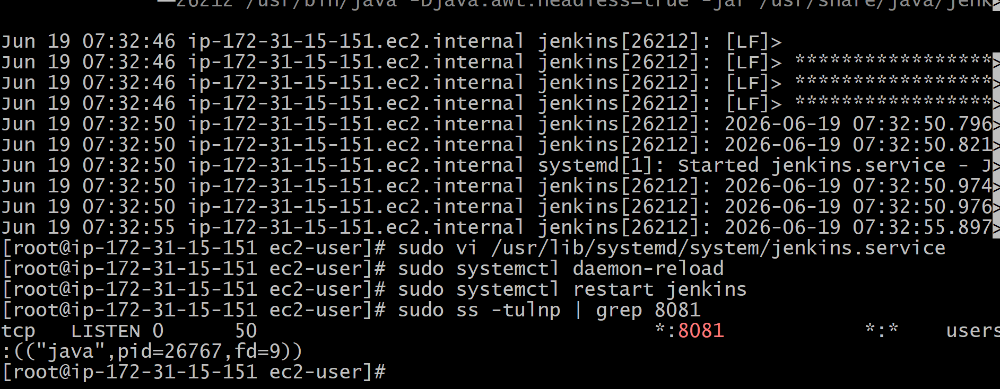 └─26212 /usr/bin/java -Djava.awt.headless=true -jar /usr/share/java/jenk>
Jun 19 07:32:46 ip-172-31-15-151.ec2.internal jenkins[26212]: [LF]>
Jun 19 07:32:46 ip-172-31-15-151.ec2.internal jenkins[26212]: [LF]> *****************>
Jun 19 07:32:46 ip-172-31-15-151.ec2.internal jenkins[26212]: [LF]> *****************>
Jun 19 07:32:46 ip-172-31-15-151.ec2.internal jenkins[26212]: [LF]> *****************>
Jun 19 07:32:50 ip-172-31-15-151.ec2.internal jenkins[26212]: 2026-06-19 07:32:50.796>
Jun 19 07:32:50 ip-172-31-15-151.ec2.internal jenkins[26212]: 2026-06-19 07:32:50.821>
Jun 19 07:32:50 ip-172-31-15-151.ec2.internal systemd[1]: Started jenkins.service - J>
Jun 19 07:32:50 ip-172-31-15-151.ec2.internal jenkins[26212]: 2026-06-19 07:32:50.974>
Jun 19 07:32:50 ip-172-31-15-151.ec2.internal jenkins[26212]: 2026-06-19 07:32:50.976>
Jun 19 07:32:55 ip-172-31-15-151.ec2.internal jenkins[26212]: 2026-06-19 07:32:55.897>
[root@ip-172-31-15-151 ec2-user]# sudo vi /usr/lib/systemd/system/jenkins.service
[root@ip-172-31-15-151 ec2-user]# sudo systemctl daemon-reload
[root@ip-172-31-15-151 ec2-user]# sudo systemctl restart jenkins
[root@ip-172-31-15-151 ec2-user]# sudo ss -tulnp | grep 8081
tcp   LISTEN 0      50                                  *:8081            *:*    users
:(("java",pid=26767,fd=9))
[root@ip-172-31-15-151 ec2-user]#